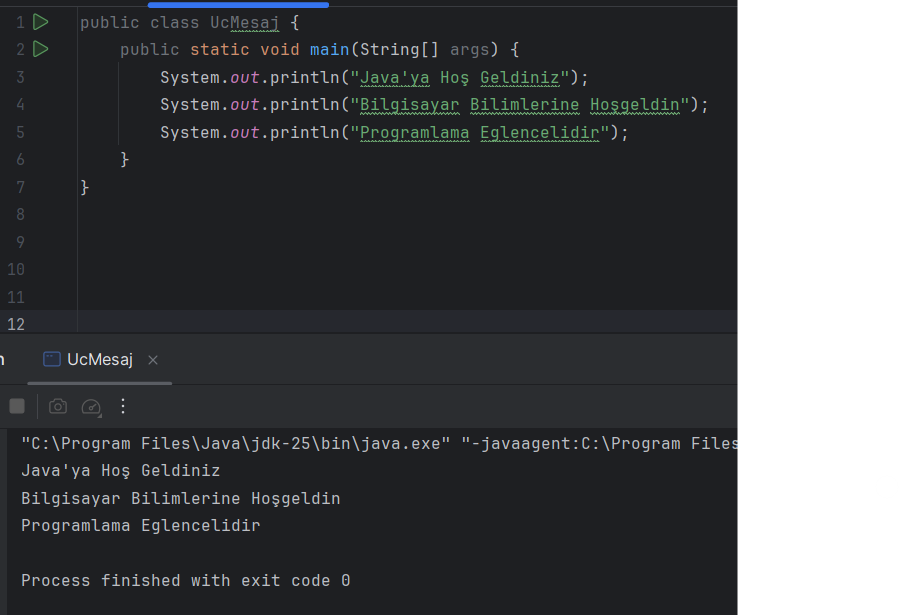 1 public class UcMesaj {
2 public static void main(String[] args) {
3 System.out.println("Java'ya Hoş Geldiniz");
4 System.out.println("Bilgisayar Bilimlerine Hoşgeldin");
5 System.out.println("Programlama Eglencelidir");
6 }
7 }
8
9
10
11
12
n UcMesaj
"C:\Program Files\Java\jdk-25\bin\java.exe" "-javaagent:C:\Program Files
Java'ya Hoş Geldiniz
Bilgisayar Bilimlerine Hoşgeldin
Programlama Eglencelidir
Process finished with exit code 0